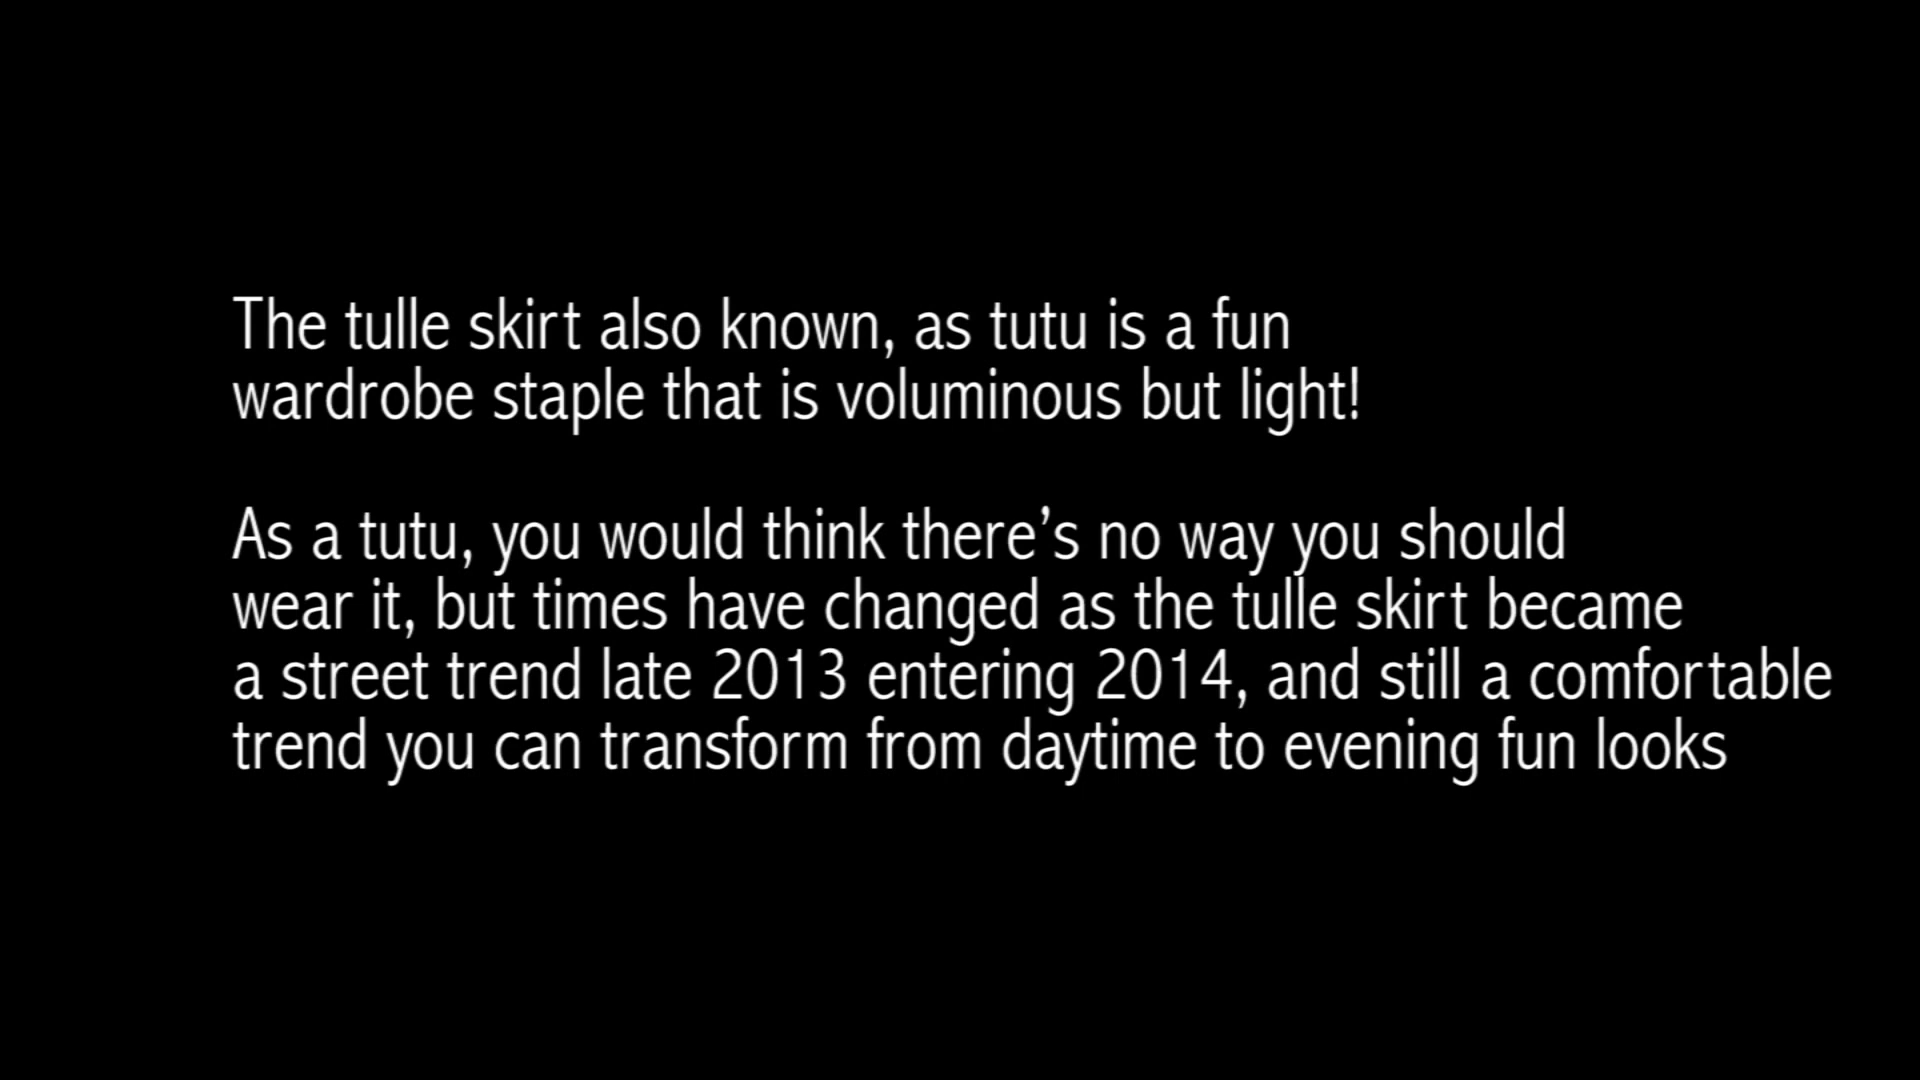 The tulle skirt also known, as tutu is a fun
wardrobe staple that is voluminous but light!
As a tutu, you would think there’s no way you should
wear it, but times have changed as the tulle skirt became
a street trend late 2013 entering 2014, and still a comfortable
trend you can transform from daytime to evening fun looks